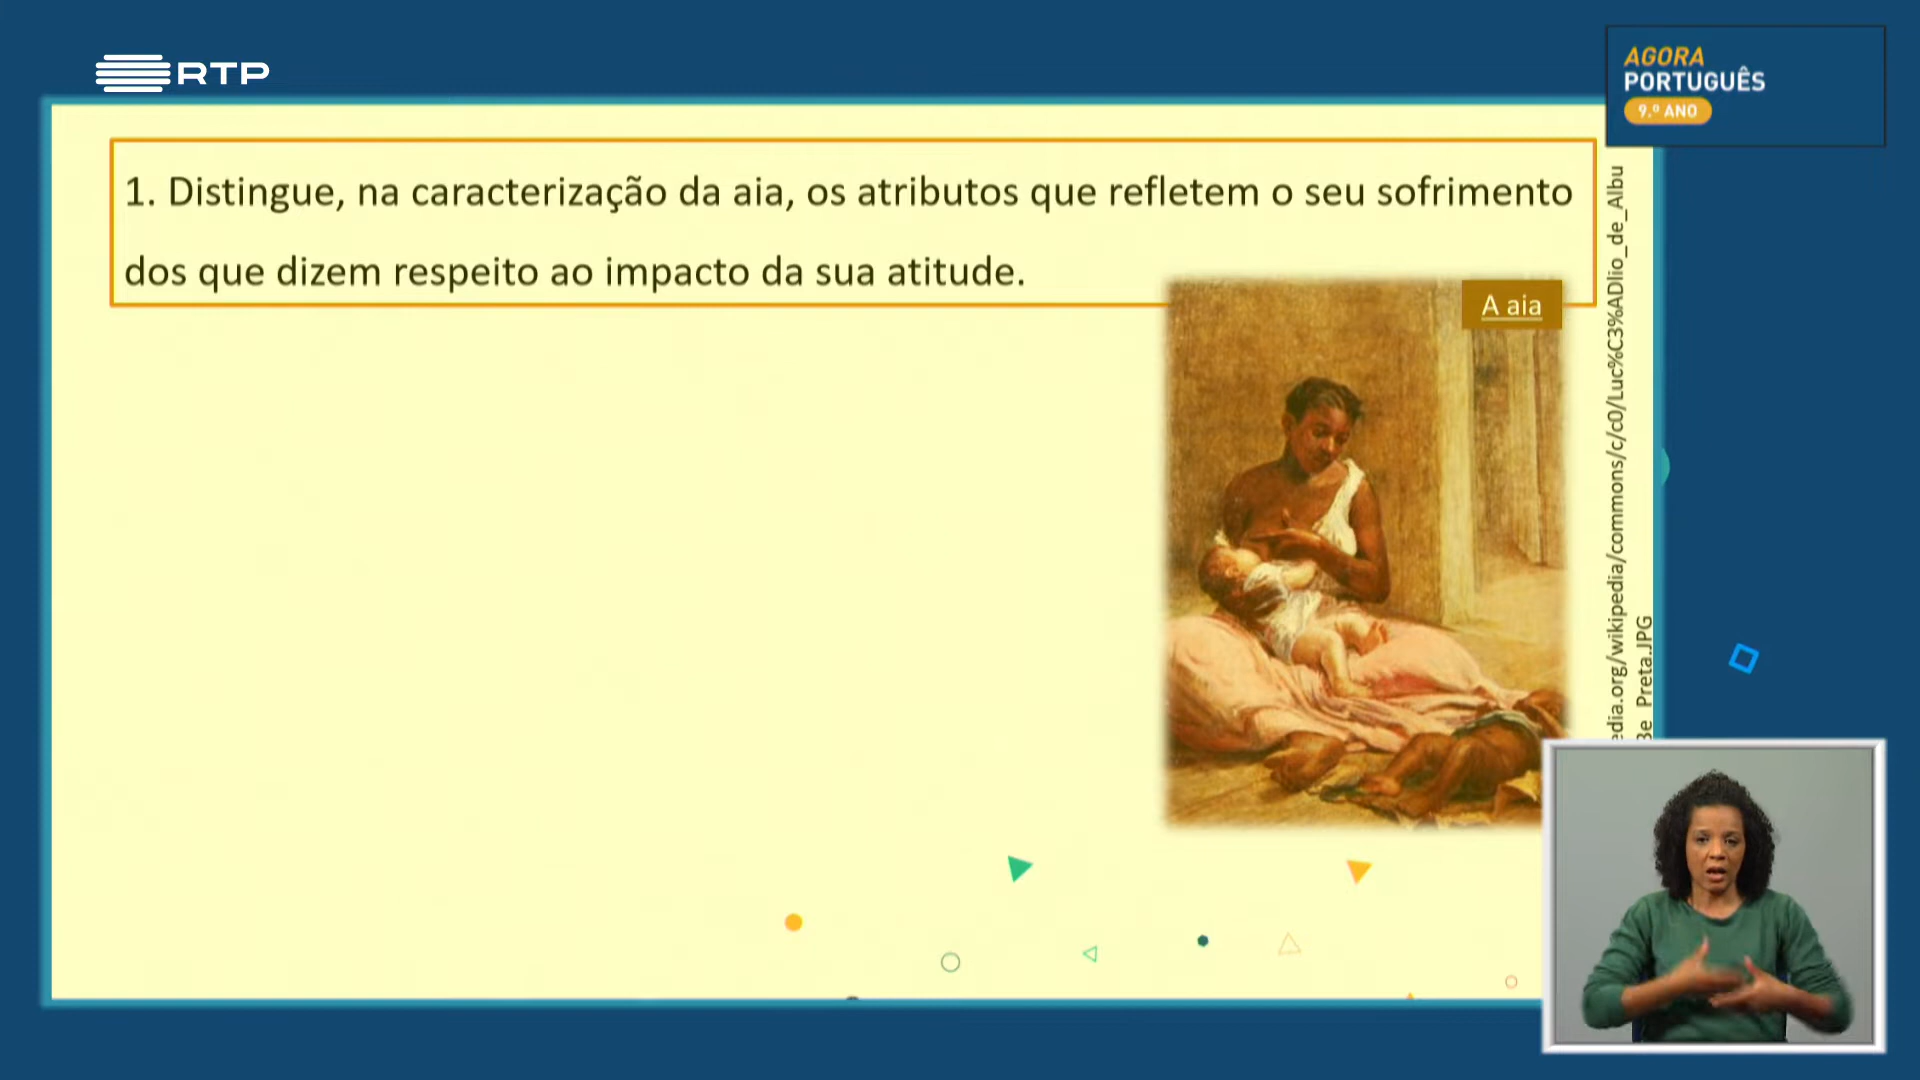 RTP
AGORA
PORTUGUÊS
9.º ANO
1. Distingue, na caracterização da aia, os atributos que refletem o seu sofrimento
dos que dizem respeito ao impacto da sua atitude.
A aia
edia.org/wikipedia/commons/c/c0/Luc%C3%ADlio_de_Albu
Preta.JPG